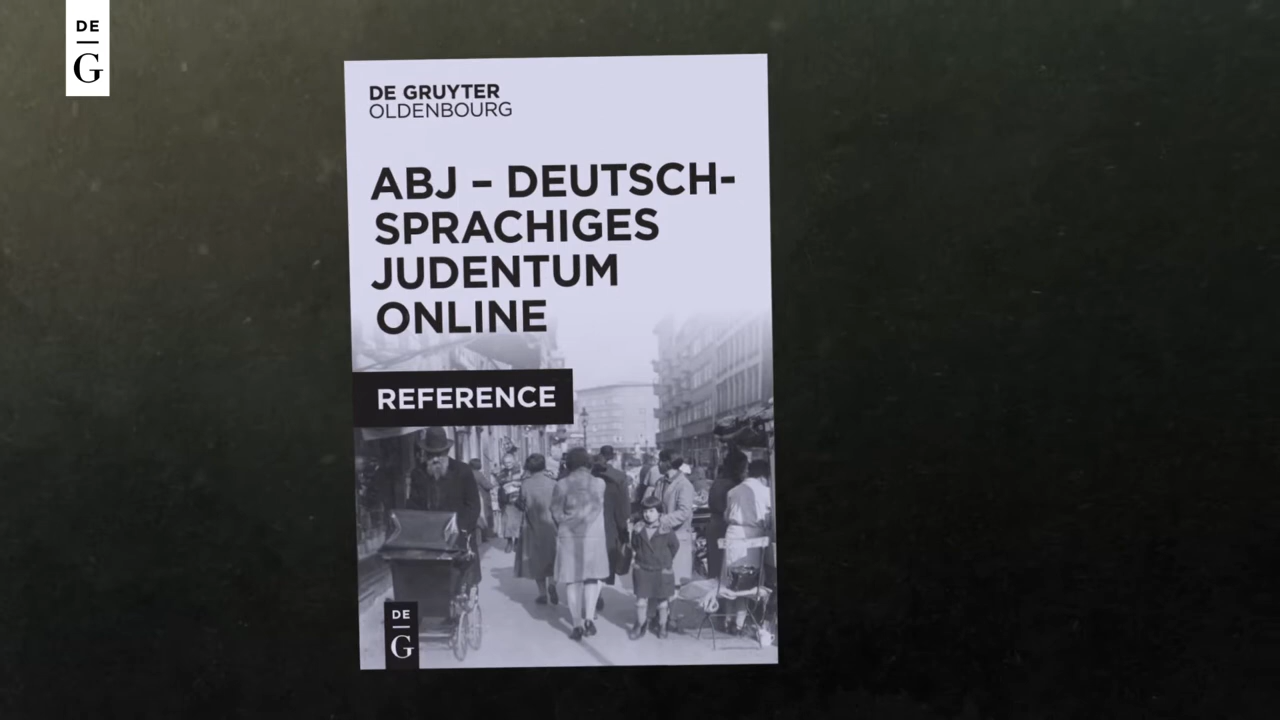 DE
G
DE GRUYTER
OLDENBOURG
ABJ – DEUTSCH-
SPRACHIGES
JUDENTUM
ONLINE
REFERENCE
DE
G